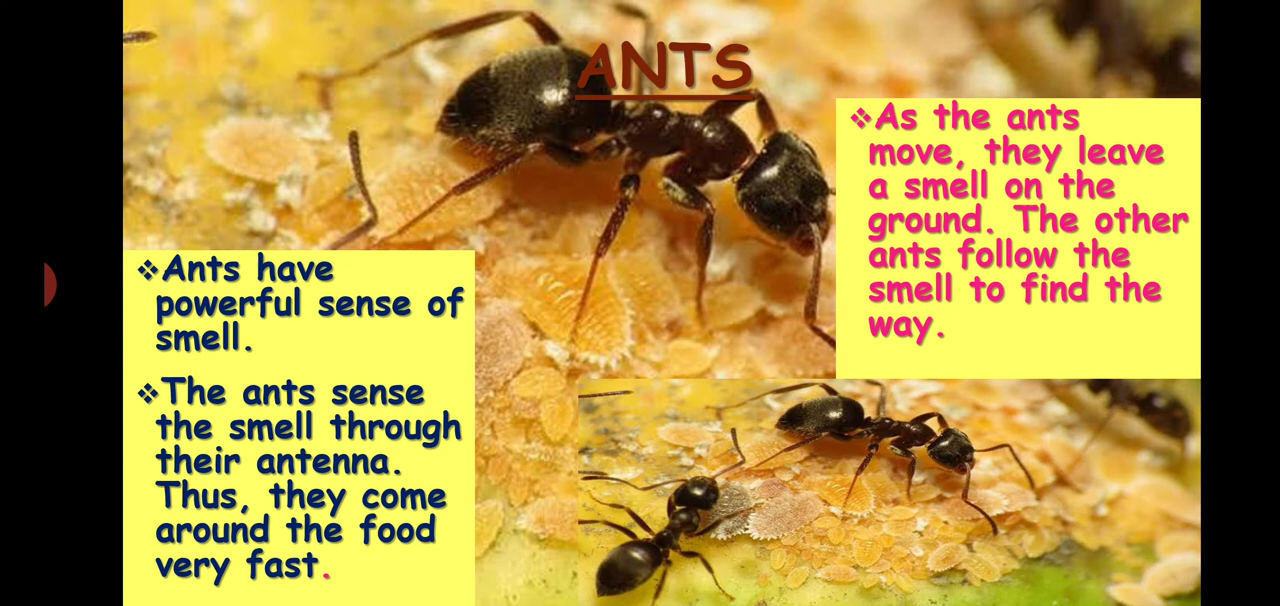 ANTS
❖Ants have
powerful sense of
smell.
❖The ants sense
the smell through
their antenna.
Thus, they come
around the food
very fast.
❖As the ants
move, they leave
a smell on the
ground. The other
ants follow the
smell to find the
way.